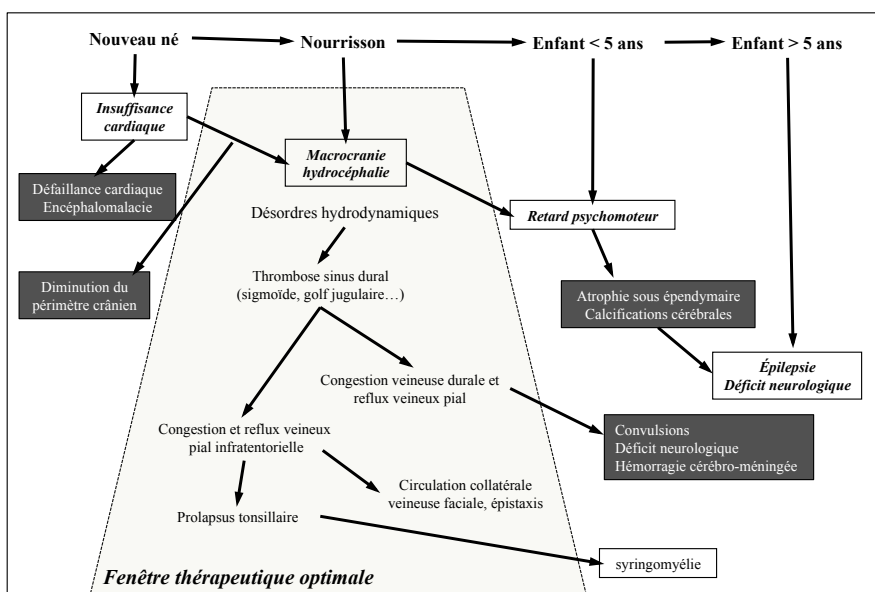 Nouveau né
Nourrisson
Enfant < 5 ans
Enfant > 5 ans
Insuffisance
cardiaque
Macrocranie
hydrocéphalie
Défaillance cardiaque
Encéphalomalacie
Désordres hydrodynamiques
Retard psychomoteur
Diminution du
périmètre crânien
Thrombose sinus dural
(sigmoïde, golf jugulaire…)
Atrophie sous épendymaire
Calcifications cérébrales
Épilepsie
Déficit neurologique
Congestion veineuse durale et
reflux veineux pial
Congestion et reflux veineux
pial infratentorielle
Convulsions
Déficit neurologique
Hémorragie cérébro-méningée
Circulation collatérale
veineuse faciale, épistaxis
Prolapsus tonsillaire
syringomyélie
Fenêtre thérapeutique optimale